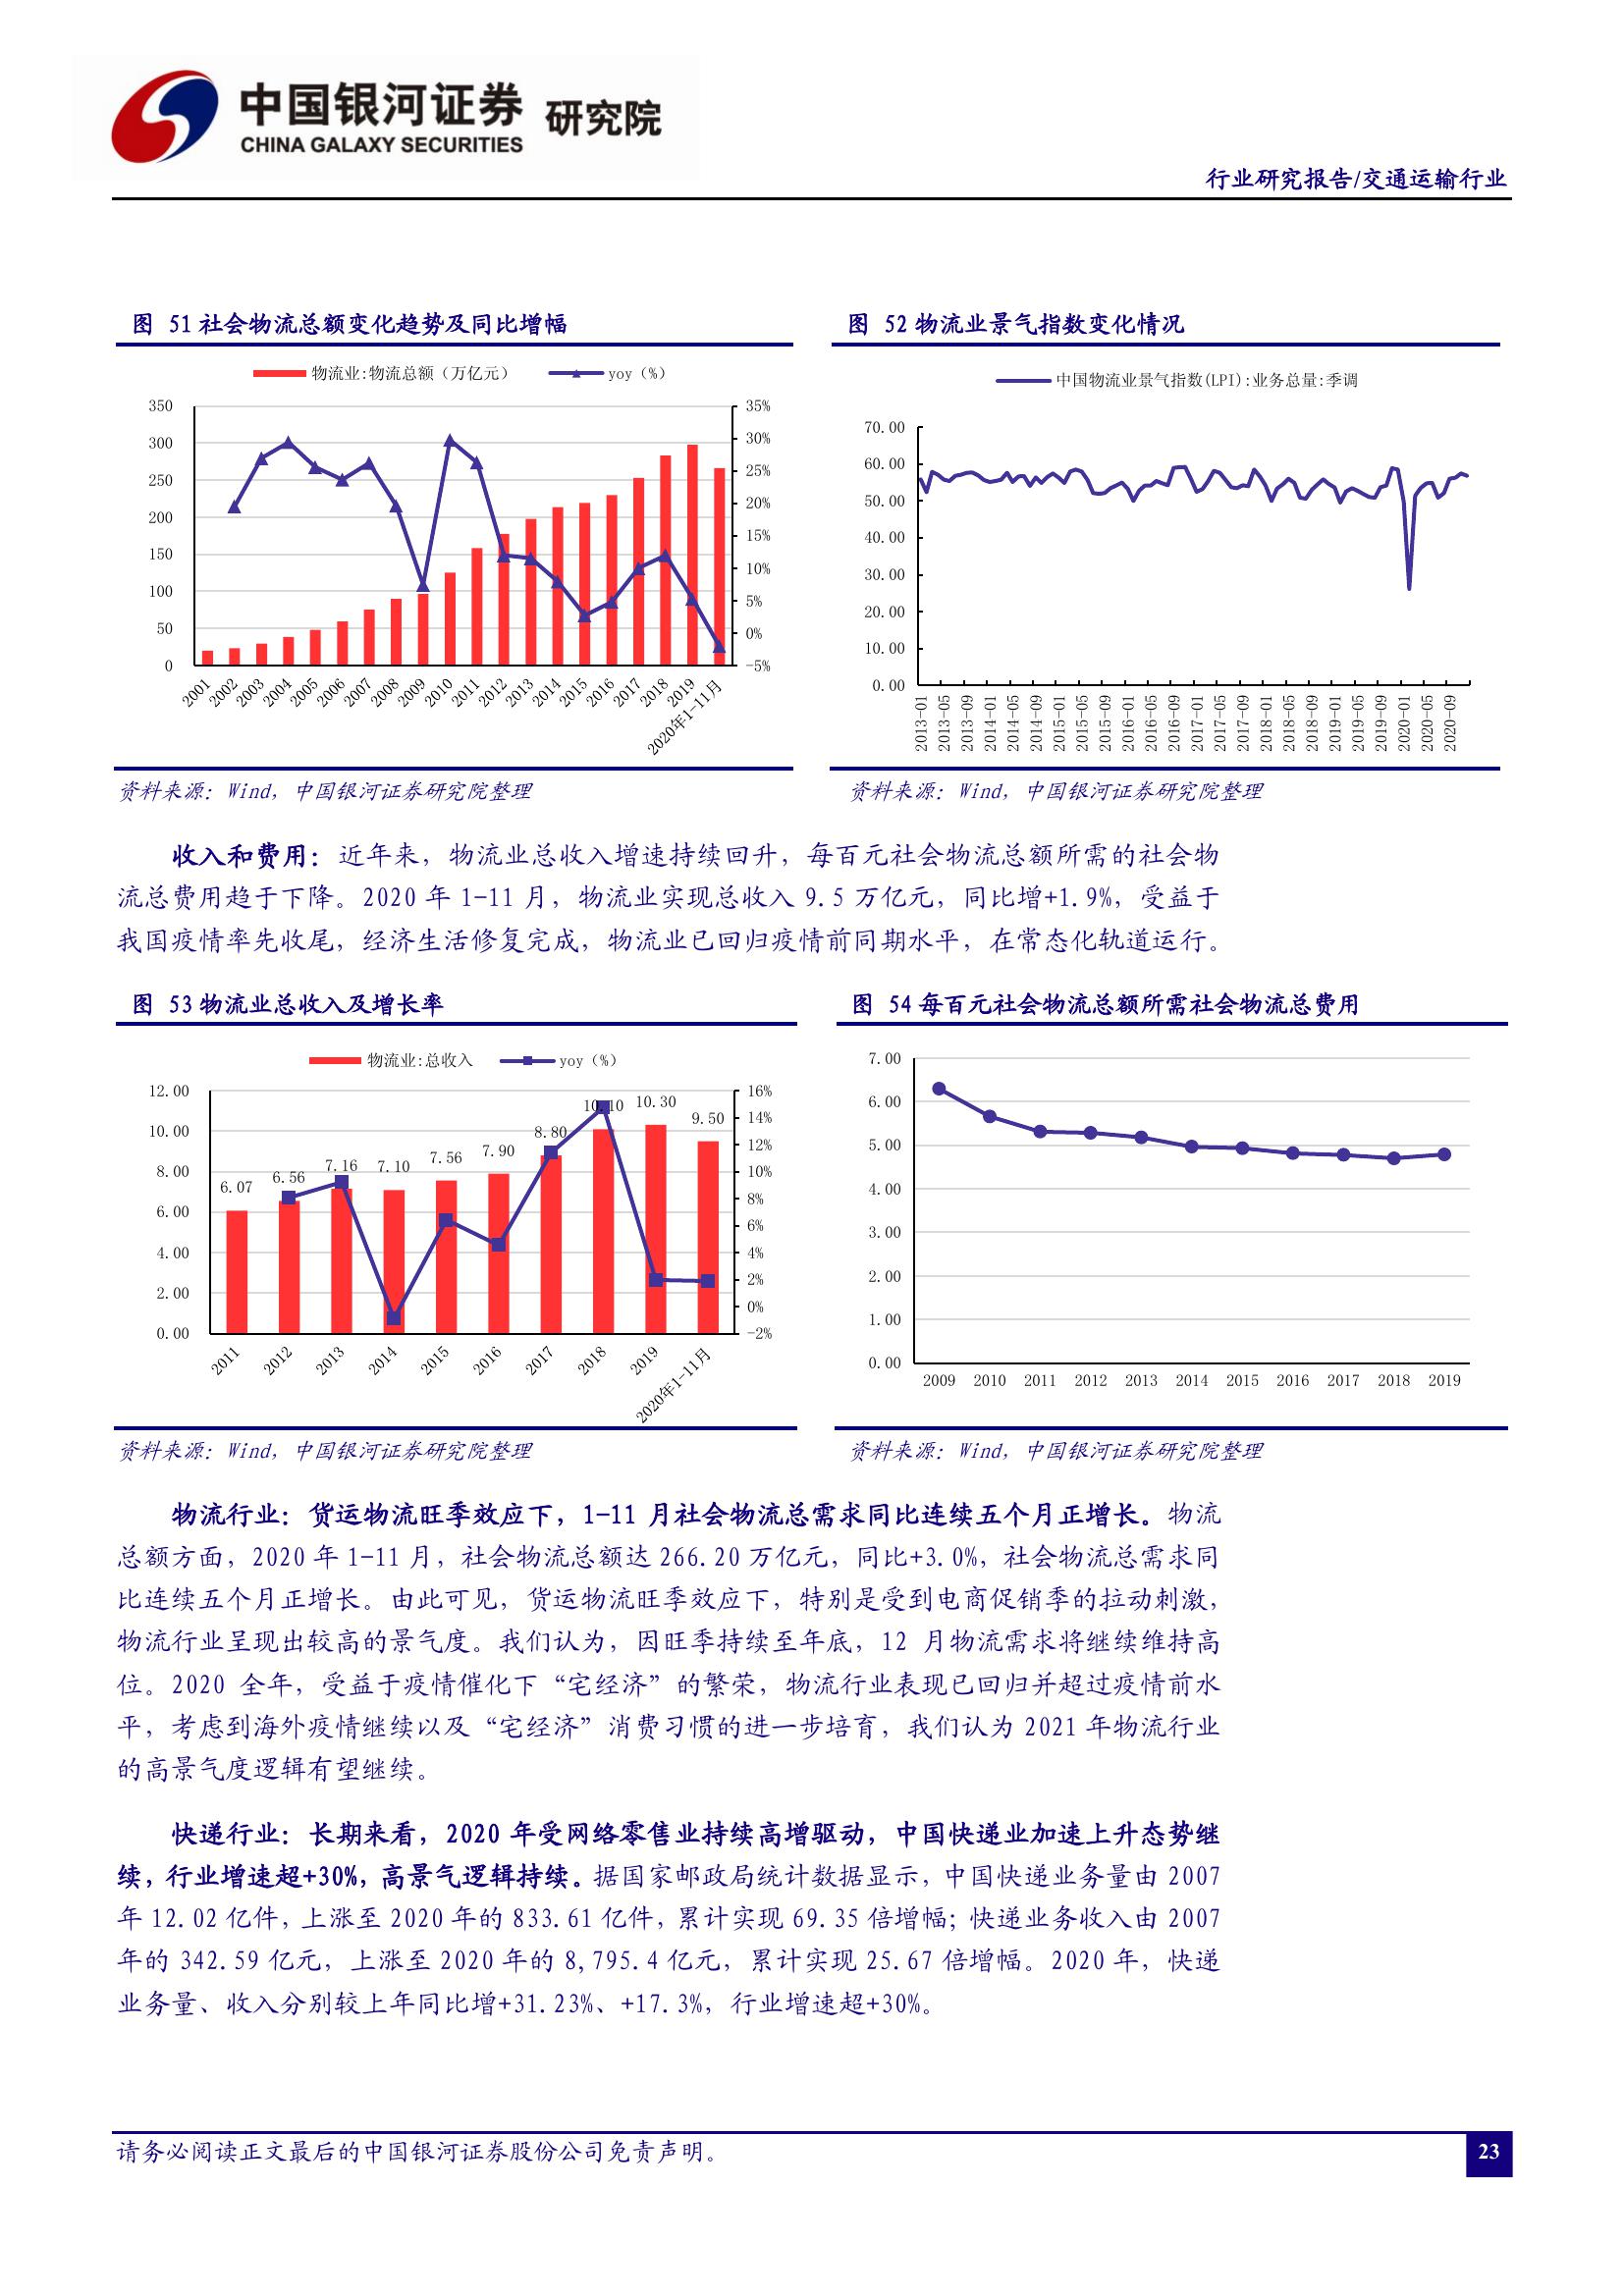 中国银河证券 研究院
CHINA GALAXY SECURITIES
行业研究报告/交通运输行业
图 51 社会物流总额变化趋势及同比增幅
物流业:物流总额（万亿元） yoy（%）
350
300
250
200
150
100
50
0
35%
30%
25%
20%
15%
10%
5%
0%
-5%
2001 2002 2003 2004 2005 2006 2007 2008 2009 2010 2011 2012 2013 2014 2015 2016 2017 2018 2019 2020年1-11月
资料来源：Wind，中国银河证券研究院整理
图 52 物流业景气指数变化情况
中国物流业景气指数(LPI):业务总量:季调
70.00
60.00
50.00
40.00
30.00
20.00
10.00
0.00
2013-01 2013-05 2013-09 2014-01 2014-05 2014-09 2015-01 2015-05 2015-09 2016-01 2016-05 2016-09 2017-01 2017-05 2017-09 2018-01 2018-05 2018-09 2019-01 2019-05 2019-09 2020-01 2020-05 2020-09
资料来源：Wind，中国银河证券研究院整理
收入和费用：近年来，物流业总收入增速持续回升，每百元社会物流总额所需的社会物
流总费用趋于下降。2020 年 1-11 月，物流业实现总收入 9.5 万亿元，同比增+1.9%，受益于
我国疫情率先收尾，经济生活修复完成，物流业已回归疫情前同期水平，在常态化轨道运行。
图 53 物流业总收入及增长率
物流业:总收入 yoy（%）
12.00
10.00
8.00
6.00
4.00
2.00
0.00
6.07 6.56 7.16 7.10 7.56 7.90 8.80 10.10 10.30 9.50
16%
14%
12%
10%
8%
6%
4%
2%
0%
-2%
2011 2012 2013 2014 2015 2016 2017 2018 2019 2020年1-11月
资料来源：Wind，中国银河证券研究院整理
图 54 每百元社会物流总额所需社会物流总费用
7.00
6.00
5.00
4.00
3.00
2.00
1.00
0.00
2009 2010 2011 2012 2013 2014 2015 2016 2017 2018 2019
资料来源：Wind，中国银河证券研究院整理
物流行业：货运物流旺季效应下，1-11 月社会物流总需求同比连续五个月正增长。物流
总额方面，2020 年 1-11 月，社会物流总额达 266.20 万亿元，同比+3.0%，社会物流总需求同
比连续五个月正增长。由此可见，货运物流旺季效应下，特别是受到电商促销季的拉动刺激，
物流行业呈现出较高的景气度。我们认为，因旺季持续至年底，12 月物流需求将继续维持高
位。2020 全年，受益于疫情催化下“宅经济”的繁荣，物流行业表现已回归并超过疫情前水
平，考虑到海外疫情继续以及“宅经济”消费习惯的进一步培育，我们认为 2021 年物流行业
的高景气度逻辑有望继续。
快递行业：长期来看，2020 年受网络零售业持续高增驱动，中国快递业加速上升态势继
续，行业增速超+30%，高景气逻辑持续。据国家邮政局统计数据显示，中国快递业务量由 2007
年 12.02 亿件，上涨至 2020 年的 833.61 亿件，累计实现 69.35 倍增幅；快递业务收入由 2007
年的 342.59 亿元，上涨至 2020 年的 8,795.4 亿元，累计实现 25.67 倍增幅。2020 年，快递
业务量、收入分别较上年同比增+31.23%、+17.3%，行业增速超+30%。
请务必阅读正文最后的中国银河证券股份公司免责声明。
23